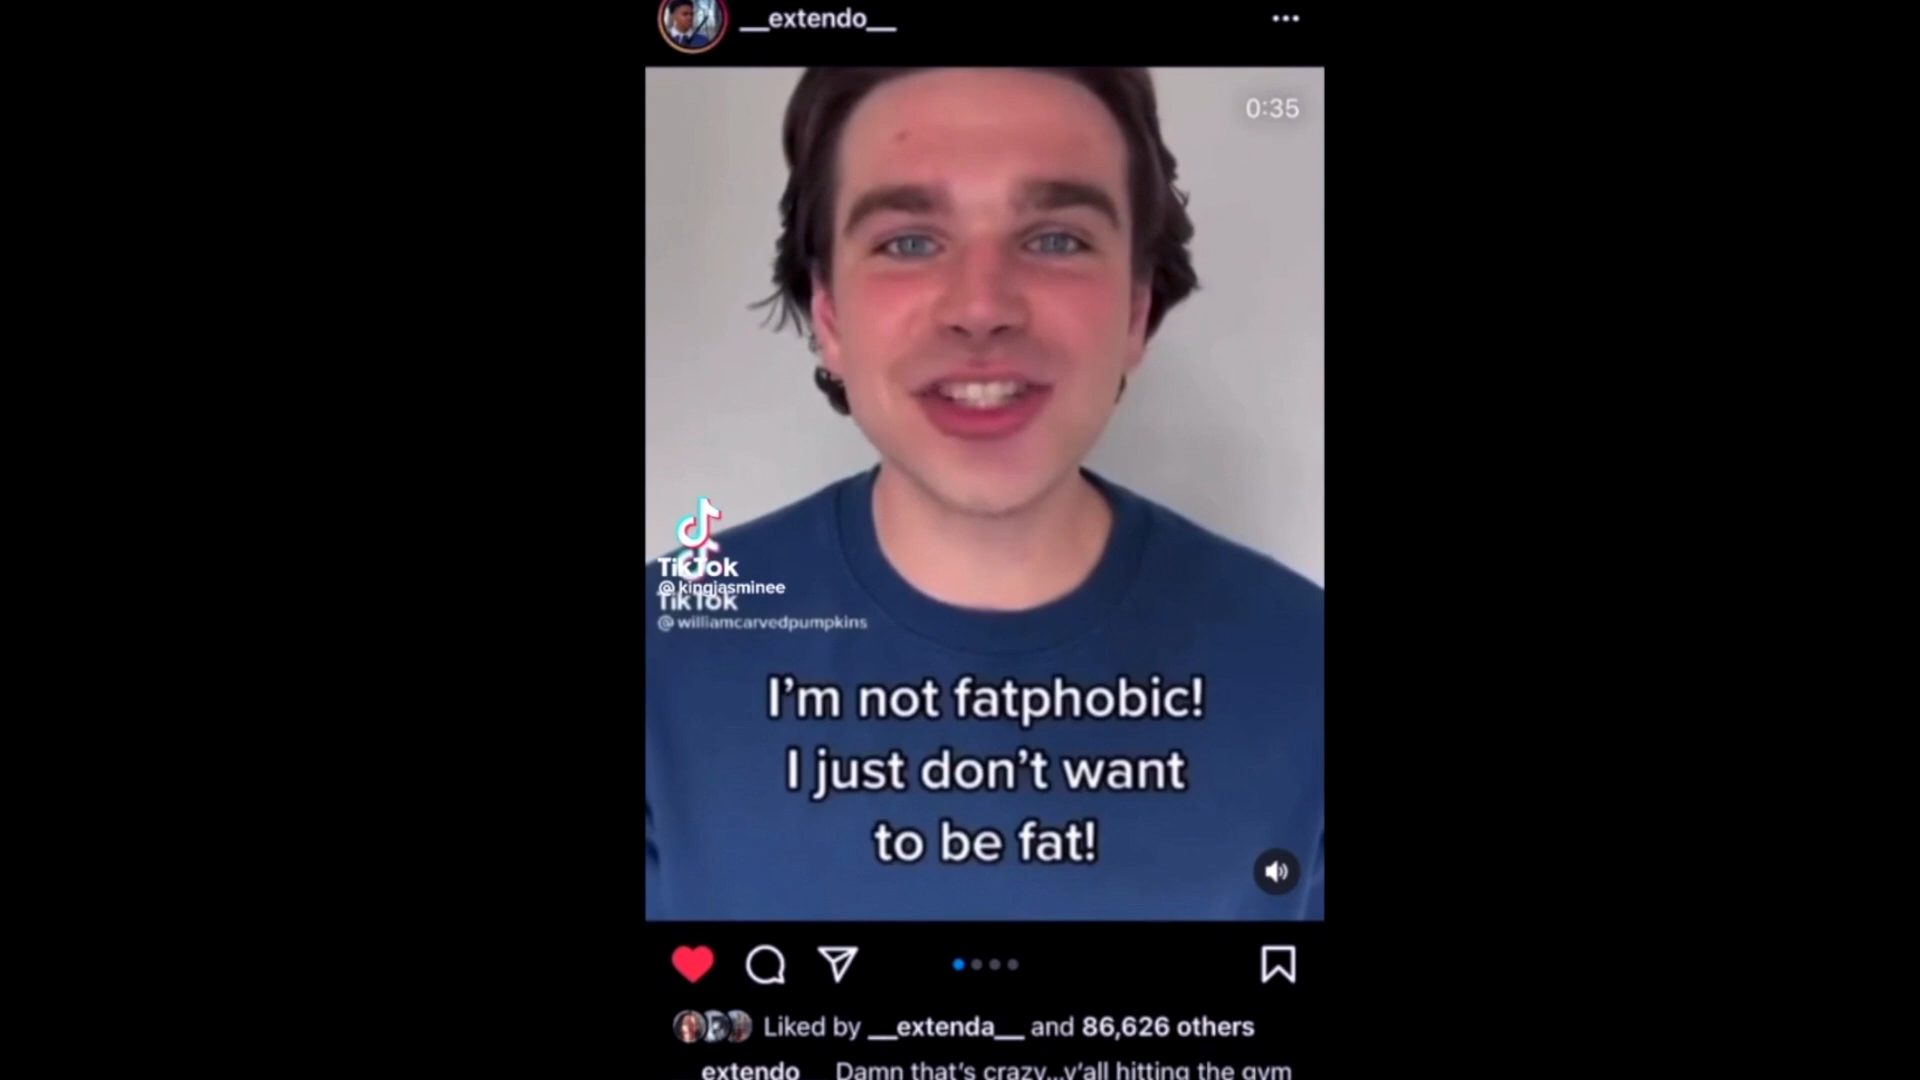 __extendo__
0:35
TikTok
@kingjasminee
TikTok
@williamcarvedpumpkins
I'm not fatphobic!
I just don't want
to be fat!
Liked by __extenda__ and 86,626 others
extendo Damn that's crazy...y'all hitting the gym